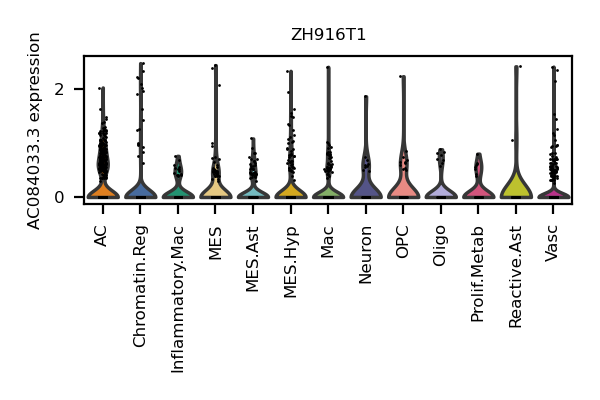 ZH916T1
AC084033.3 expression
2
0
AC
Chromatin.Reg
Inflammatory.Mac
MES
MES.Ast
MES.Hyp
Mac
Neuron
OPC
Oligo
Prolif.Metab
Reactive.Ast
Vasc